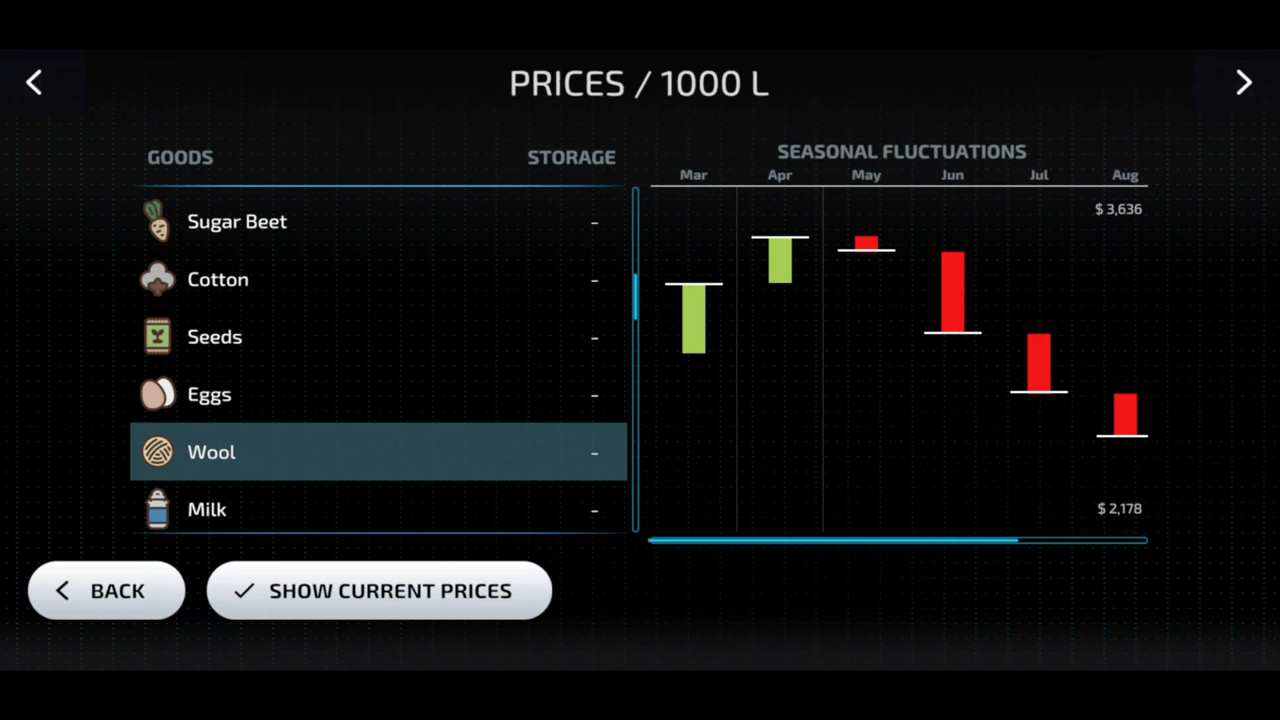 PRICES / 1000 L
GOODS
STORAGE
Sugar Beet -
Cotton -
Seeds -
Eggs -
Wool -
Milk -
SEASONAL FLUCTUATIONS
Mar Apr May Jun Jul Aug
$ 3,636
$ 2,178
BACK
SHOW CURRENT PRICES